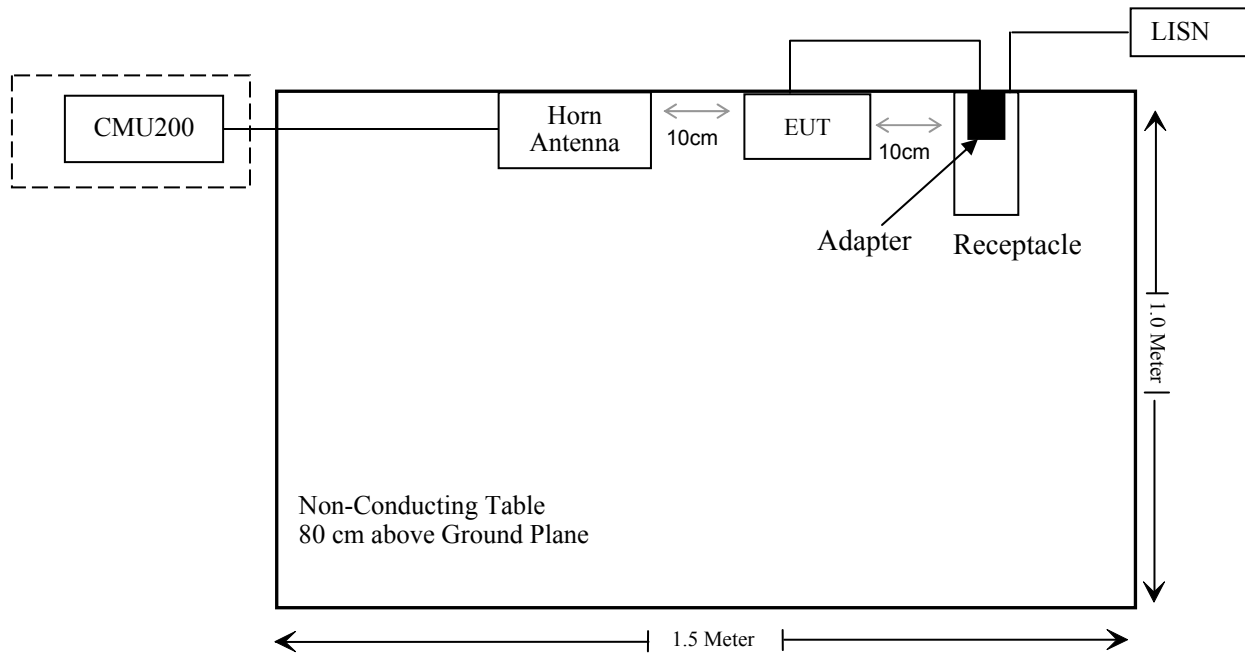 LISN
CMU200
Horn
Antenna
10cm
EUT
10cm
Adapter
Receptacle
1.0 Meter
Non-Conducting Table
80 cm above Ground Plane
1.5 Meter